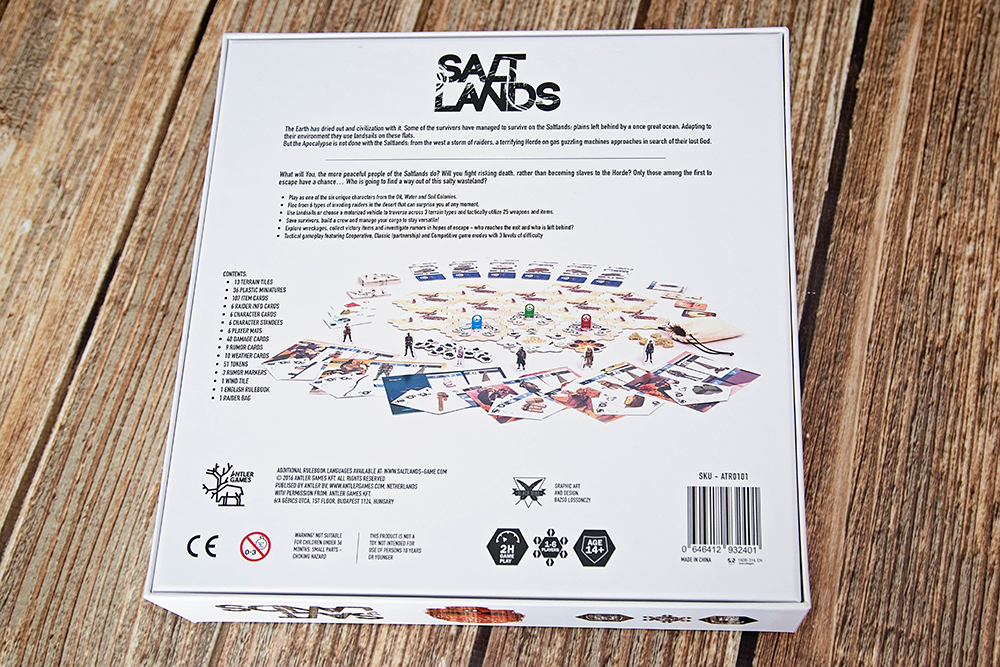 SALT
LANDS
The Earth has dried out and civilization with it. Some of the survivors have managed to survive on the Saltlands: plains left behind by a once great ocean. Adapting to
their environment they use landsails on these flats.
But the Apocalypse is not done with the Saltlands: from the west a storm of raiders, a terrifying Horde on gas guzzling machines approaches in search of their lost God.
What will You, the more peaceful people of the Saltlands do? Will you fight risking death, rather than becoming slaves to the Horde? Only those among the first to
escape have a chance... Who is going to find a way out of this salty wasteland?
• Play as one of the six unique characters from the Oil, Water and Soil Colonies.
• Flee from 6 types of invading raiders in the desert that can surprise you at any moment.
• Use landsails or choose a motorized vehicle to traverse across 3 terrain types and tactically utilize 25 weapons and items.
• Save survivors, build a crew and manage your cargo to stay versatile!
• Explore wreckages, collect victory items and investigate rumors in hopes of escape – who reaches the exit and who is left behind?
• Tactical gameplay featuring Cooperative, Classic (partnership) and Competitive game modes with 3 levels of difficulty
CONTENTS:
• 13 TERRAIN TILES
• 36 PLASTIC MINIATURES
• 107 ITEM CARDS
• 6 RAIDER INFO CARDS
• 6 CHARACTER CARDS
• 6 CHARACTER STANDEES
• 6 PLAYER MATS
• 40 DAMAGE CARDS
• 9 RUMOR CARDS
• 10 WEATHER CARDS
• 51 TOKENS
• 3 RUMOR MARKERS
• 1 WIND TILE
• 1 ENGLISH RULEBOOK
• 1 RAIDER BAG
ANTLER
GAMES
ADDITIONAL RULEBOOK LANGUAGES AVAILABLE AT: WWW.SALTLANDS-GAME.COM
© 2016 ANTLER GAMES KFT. ALL RIGHTS RESERVED
PUBLISED BY ANTLER BV, WWW.ANTLERGAMES.COM, NETHERLANDS
WITH PERMISSION FROM: ANTLER GAMES KFT.
6/A GÉBICS UTCA, 1ST FLOOR, BUDAPEST 1124, HUNGARY
GRAPHIC ART
AND DESIGN:
BAZSÓ LOSSONCZY
SKU - ATR0101
0 646412 932401
MADE IN CHINA
CE
0-3
WARNING! NOT SUITABLE
FOR CHILDREN UNDER 36
MONTHS. SMALL PARTS –
CHOKING HAZARD
THIS PRODUCT IS NOT A
TOY. NOT INTENDED FOR
USE OF PERSONS 10 YEARS
OR YOUNGER
2H
GAME
PLAY
1-6
PLAYERS
AGE
14+
SALT
LANDS